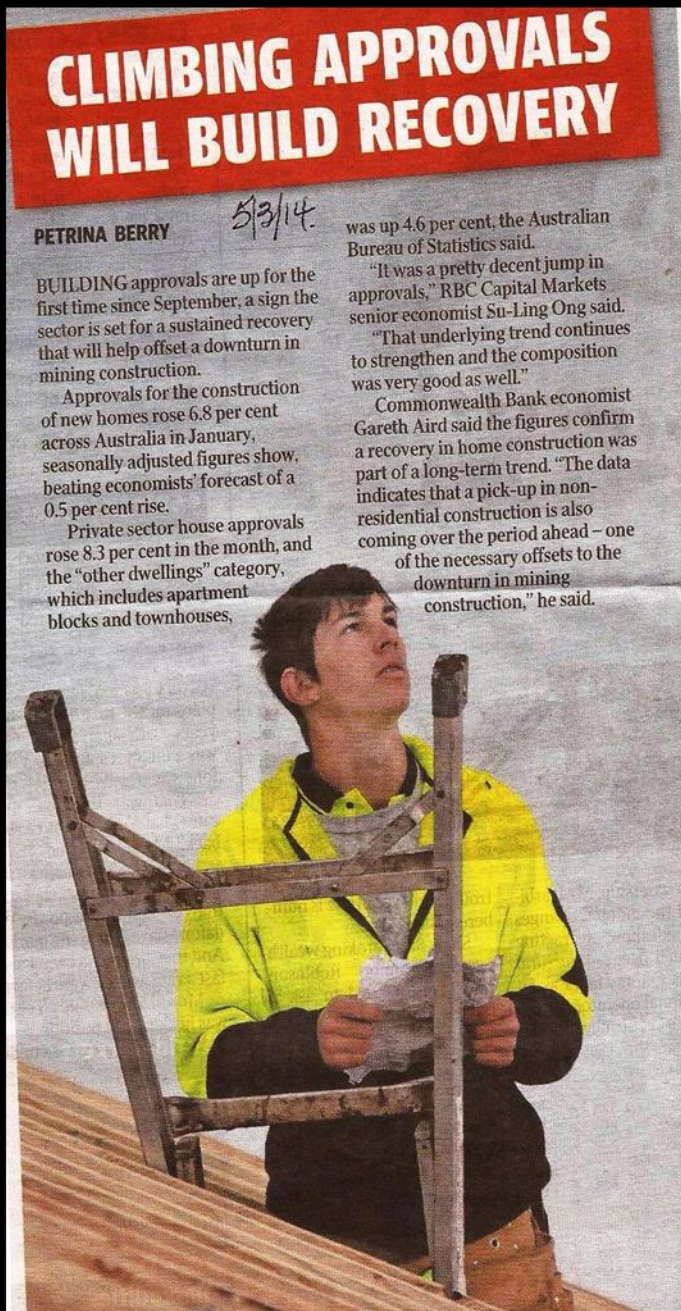 CLIMBING APPROVALS
WILL BUILD RECOVERY
PETRINA BERRY
5/3/14.
BUILDING approvals are up for the
first time since September, a sign the
sector is set for a sustained recovery
that will help offset a downturn in
mining construction.
Approvals for the construction
of new homes rose 6.8 per cent
across Australia in January,
seasonally adjusted figures show,
beating economists' forecast of a
0.5 per cent rise.
Private sector house approvals
rose 8.3 per cent in the month, and
the "other dwellings" category,
which includes apartment
blocks and townhouses,
was up 4.6 per cent, the Australian
Bureau of Statistics said.
"It was a pretty decent jump in
approvals," RBC Capital Markets
senior economist Su-Ling Ong said.
"That underlying trend continues
to strengthen and the composition
was very good as well."
Commonwealth Bank economist
Gareth Aird said the figures confirm
a recovery in home construction was
part of a long-term trend. "The data
indicates that a pick-up in non-
residential construction is also
coming over the period ahead – one
of the necessary offsets to the
downturn in mining
construction," he said.